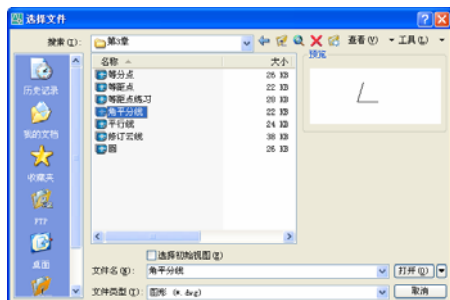 选择文件
搜索(I): 第3章 查看(V) 工具(L)
名称 大小 预览
等分点 26 KB
等距点 22 KB
等距点练习 20 KB
角平分线 22 KB
平行线 24 KB
修订云线 38 KB
圆 26 KB
历史记录
我的文档
收藏夹
FTP
桌面
选择初始视图(E)
文件名(N): 角平分线 打开(O)
文件类型(T): 图形 (*.dwg) 取消